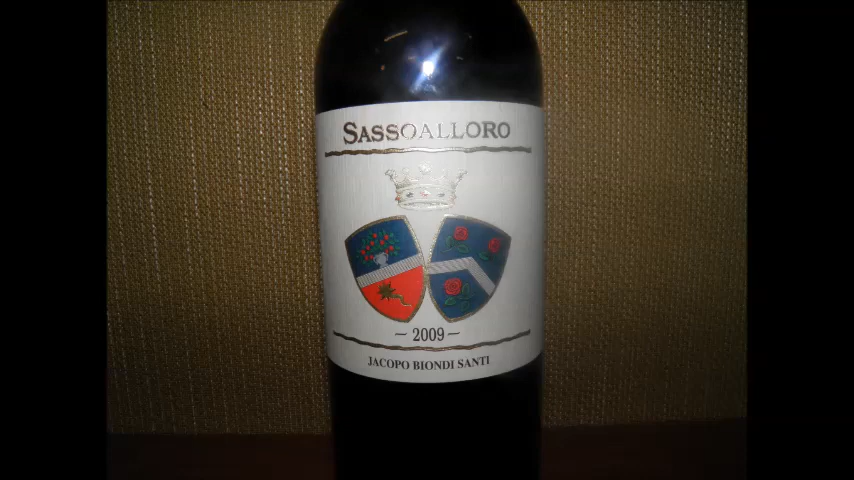 SASSOALLORO
— 2009 —
JACOPO BIONDI SANTI